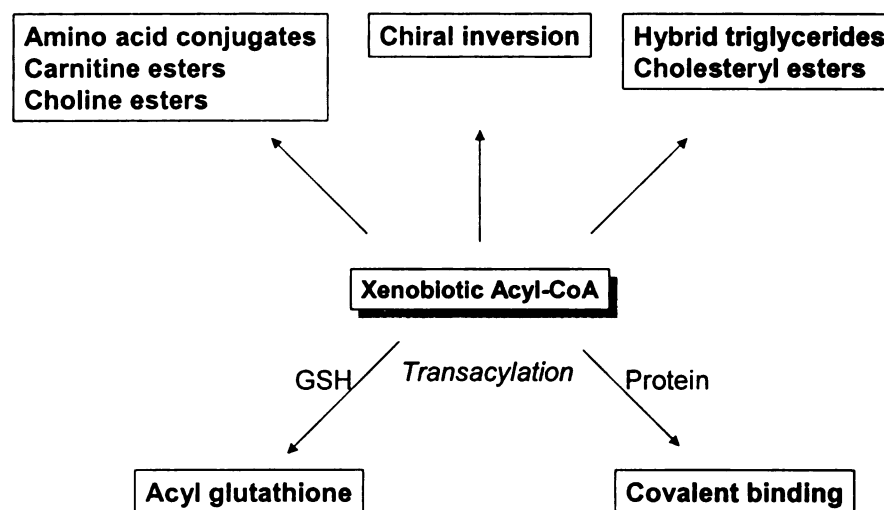 Amino acid conjugates
Carnitine esters
Choline esters
Chiral inversion
Hybrid triglycerides
Cholesteryl esters
Xenobiotic Acyl-CoA
GSH
Transacylation
Protein
Acyl glutathione
Covalent binding